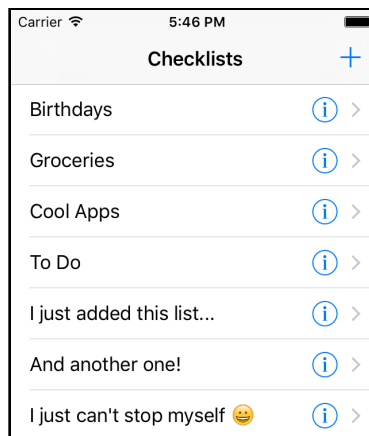 Carrier 5:46 PM
Checklists +
Birthdays
Groceries
Cool Apps
To Do
I just added this list...
And another one!
I just can't stop myself 😀